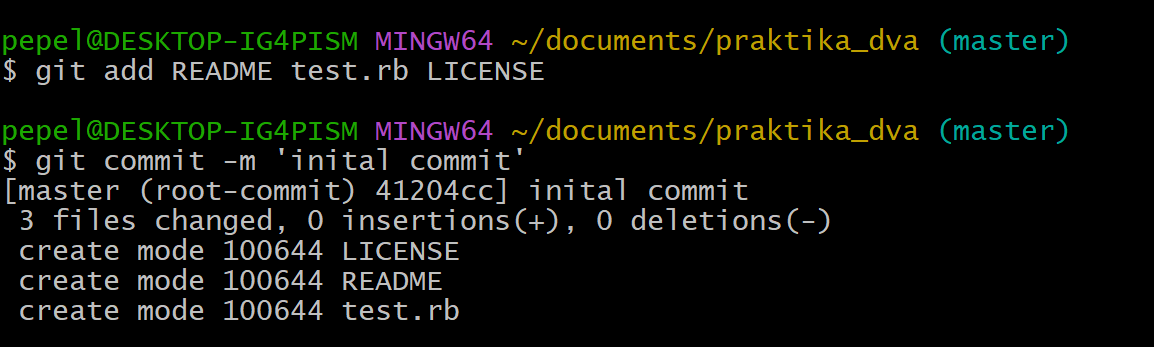 pepel@DESKTOP-IG4PISM MINGW64 ~/documents/praktika_dva (master)
$ git add README test.rb LICENSE
pepel@DESKTOP-IG4PISM MINGW64 ~/documents/praktika_dva (master)
$ git commit -m 'inital commit'
[master (root-commit) 41204cc] inital commit
 3 files changed, 0 insertions(+), 0 deletions(-)
 create mode 100644 LICENSE
 create mode 100644 README
 create mode 100644 test.rb